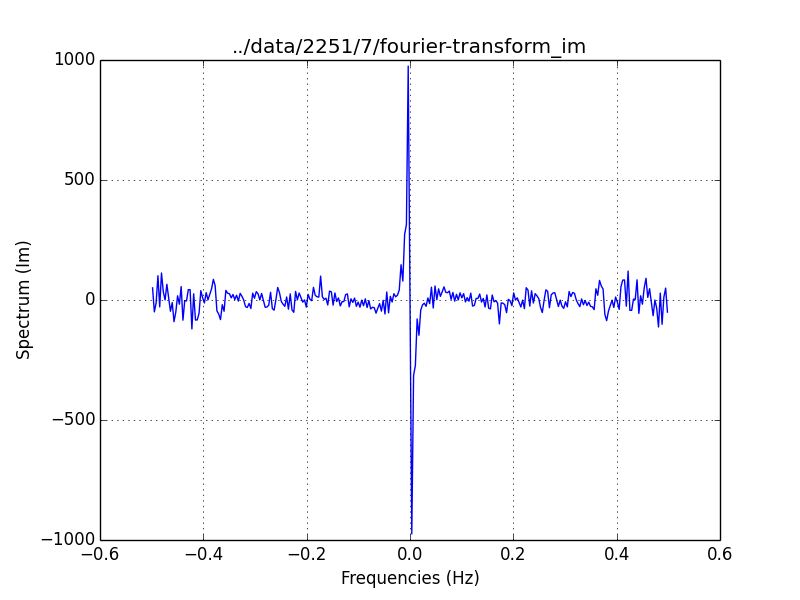 ../data/2251/7/fourier-transform_im
1000
500
0
−500
−1000
Spectrum (Im)
−0.6 −0.4 −0.2 0.0 0.2 0.4 0.6
Frequencies (Hz)